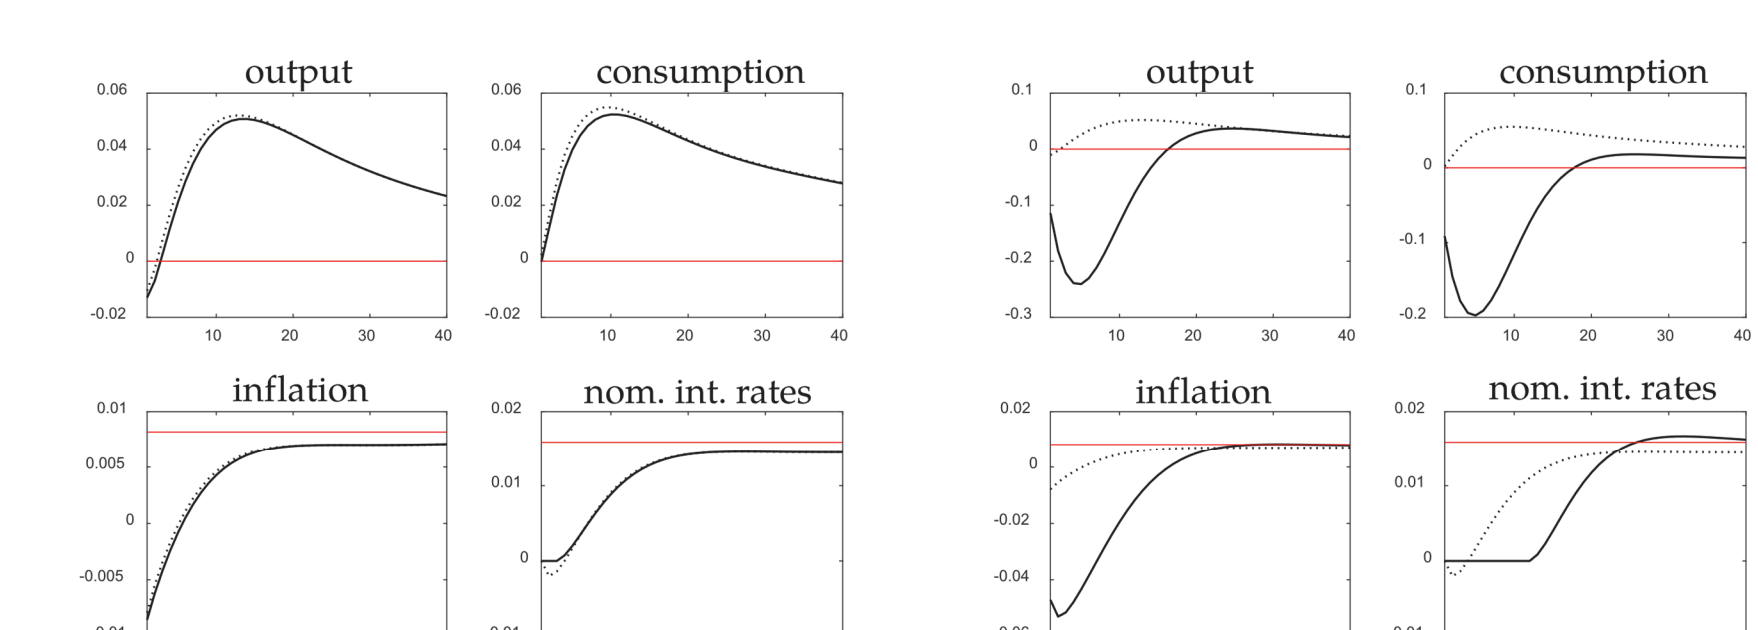 output consumption output consumption
0.06 0.06 0.1 0.1
0.04 0.04 0 0
0.02 0.02 -0.1 -0.1
0 0 -0.2
-0.02 -0.02 -0.3 -0.2
10 20 30 40 10 20 30 40 10 20 30 40 10 20 30 40
inflation nom. int. rates inflation nom. int. rates
0.01 0.02 0.02 0.02
0.005 0.01 0 0.01
0 0 -0.02 0
-0.005 -0.04